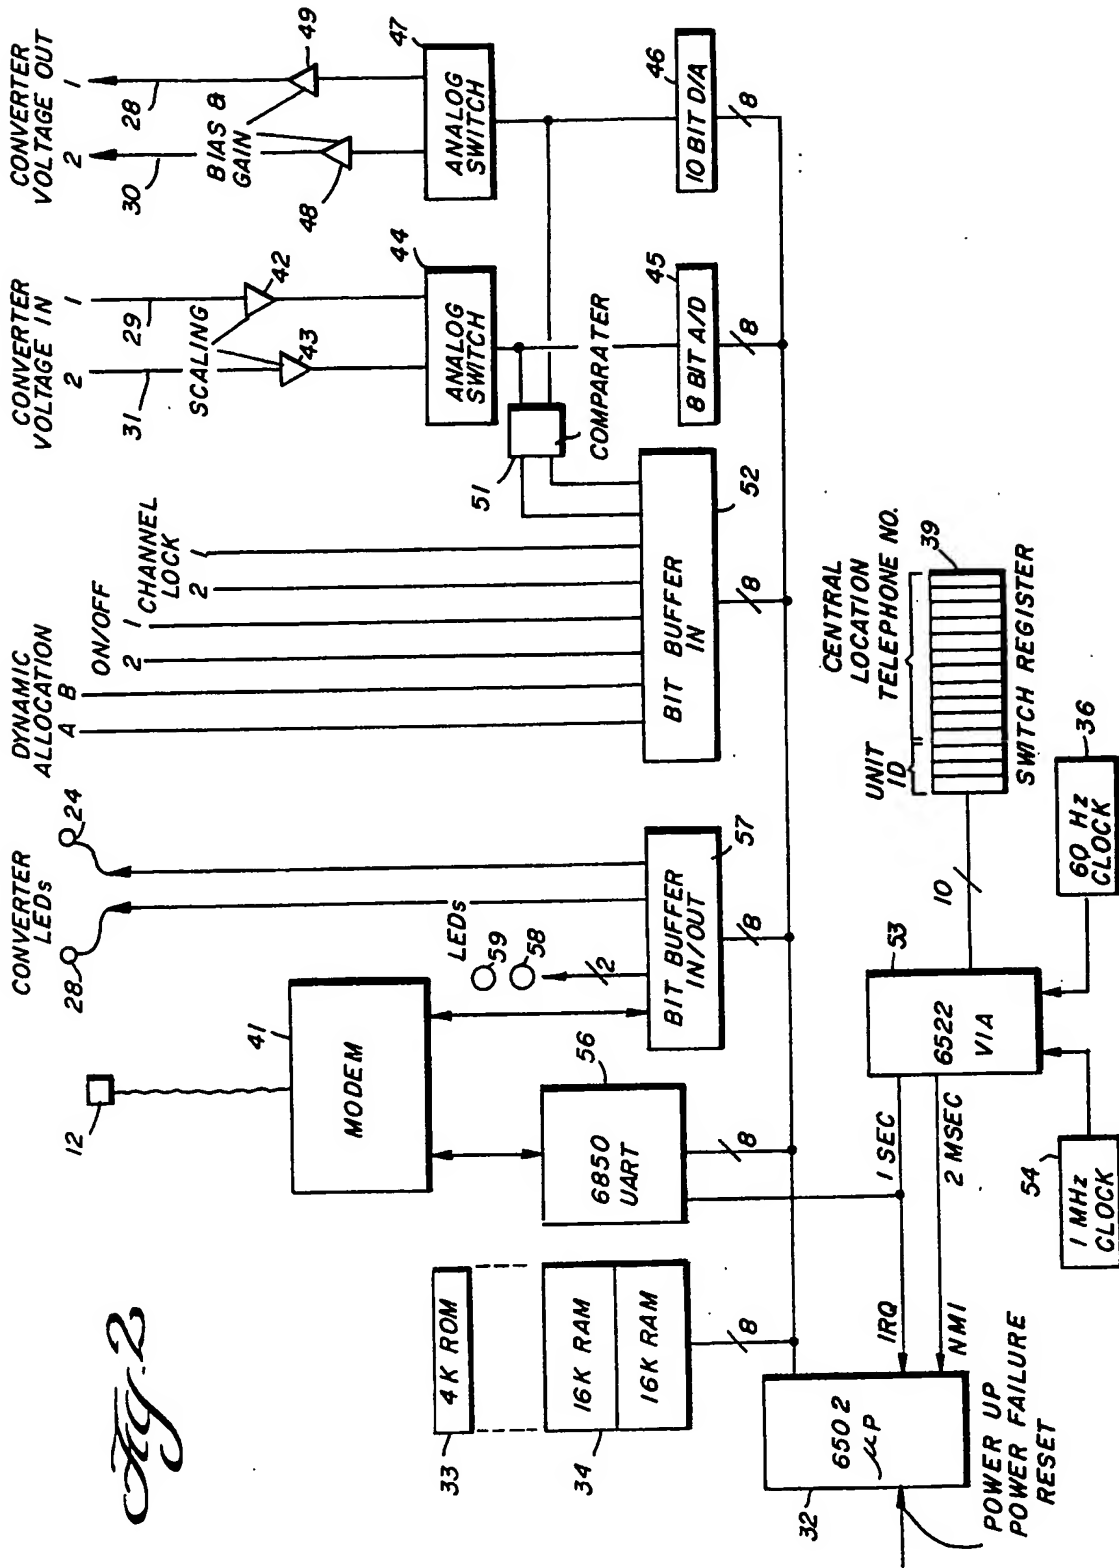 Fig. 2
12
41
MODEM
CONVERTER
LEDs
28
24
LEDs
59
58
2
57
BIT BUFFER
IN/OUT
8
56
6850
UART
8
33
4K ROM
34
16K RAM
16K RAM
8
DYNAMIC
ALLOCATION
A
B
ON/OFF
2
1
CHANNEL
LOCK
2
1
BIT BUFFER
IN
52
8
51
COMPARATER
CONVERTER
VOLTAGE IN
2
1
31
29
SCALING
43
42
44
ANALOG
SWITCH
45
8 BIT A/D
8
CONVERTER
VOLTAGE OUT
2
1
30
28
BIAS &
GAIN
48
49
47
ANALOG
SWITCH
46
10 BIT D/A
8
32
6502
μP
POWER UP
POWER FAILURE
RESET
IRQ
NMI
1 SEC
2 MSEC
53
6522
VIA
54
1 MHz
CLOCK
36
60 Hz
CLOCK
10
UNIT
ID
CENTRAL
LOCATION
TELEPHONE NO.
39
SWITCH REGISTER